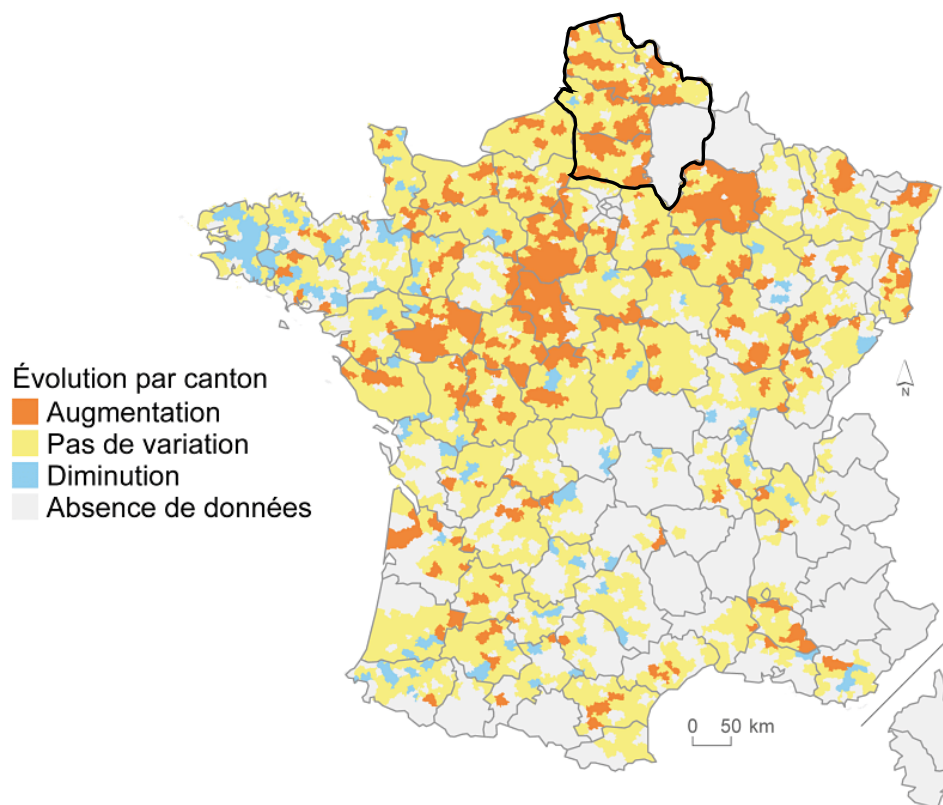 Évolution par canton
Augmentation
Pas de variation
Diminution
Absence de données
N
0 50 km